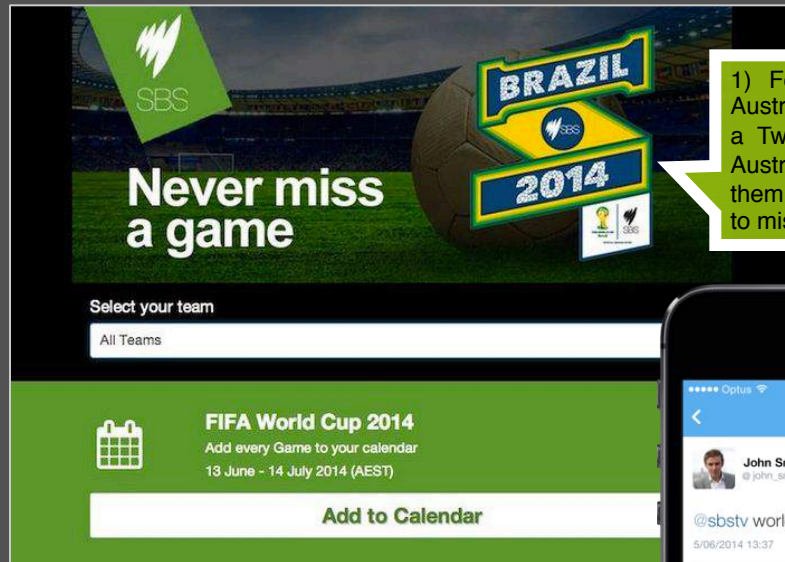 SBS
BRAZIL
SBS
2014
SBS
Never miss
a game
1)
Austr
a Tw
Austr
them
to mis
Select your team
All Teams
FIFA World Cup 2014
Add every Game to your calendar
13 June - 14 July 2014 (AEST)
Add to Calendar
Optus
John
@john_s
@sbstv worl
5/06/2014 13:37